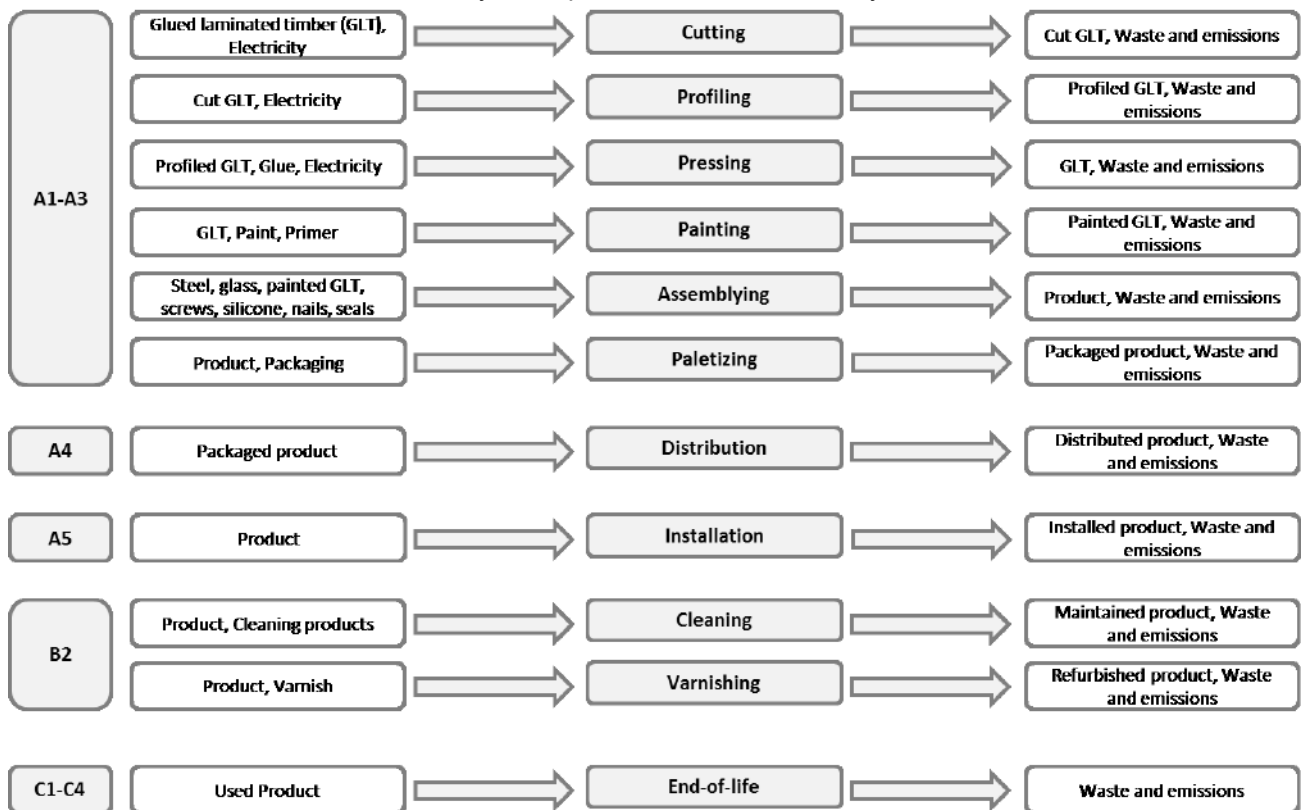 Glued laminated timber (GLT),
Electricity
Cutting
Cut GLT, Waste and emissions
Cut GLT, Electricity
Profiling
Profiled GLT, Waste and
emissions
A1-A3
Profiled GLT, Glue, Electricity
Pressing
GLT, Waste and emissions
GLT, Paint, Primer
Painting
Painted GLT, Waste and
emissions
Steel, glass, painted GLT,
screws, silicone, nails, seals
Assemblying
Product, Waste and emissions
Product, Packaging
Paletizing
Packaged product, Waste and
emissions
A4
Packaged product
Distribution
Distributed product, Waste
and emissions
A5
Product
Installation
Installed product, Waste and
emissions
B2
Product, Cleaning products
Cleaning
Maintained product, Waste
and emissions
Product, Varnish
Varnishing
Refurbished product, Waste
and emissions
C1-C4
Used Product
End-of-life
Waste and emissions